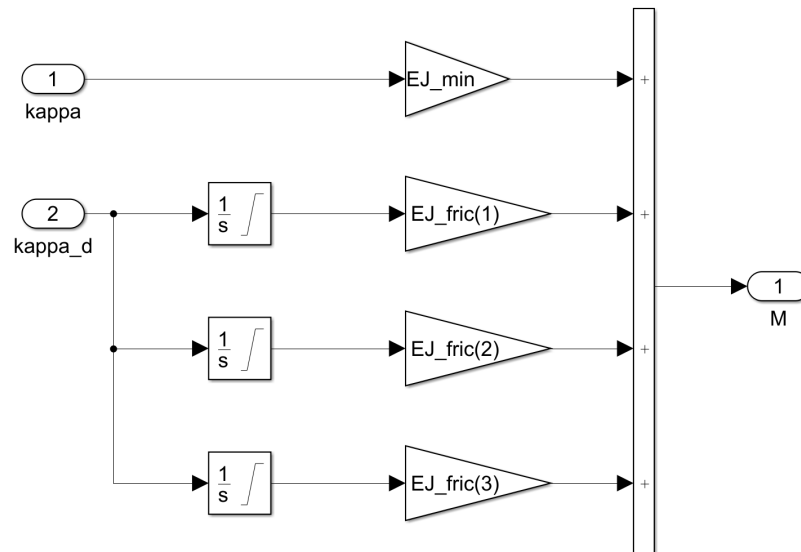 1
kappa
EJ_min
+
2
kappa_d
1
s
EJ_fric(1)
+
1
M
1
s
EJ_fric(2)
+
1
s
EJ_fric(3)
+